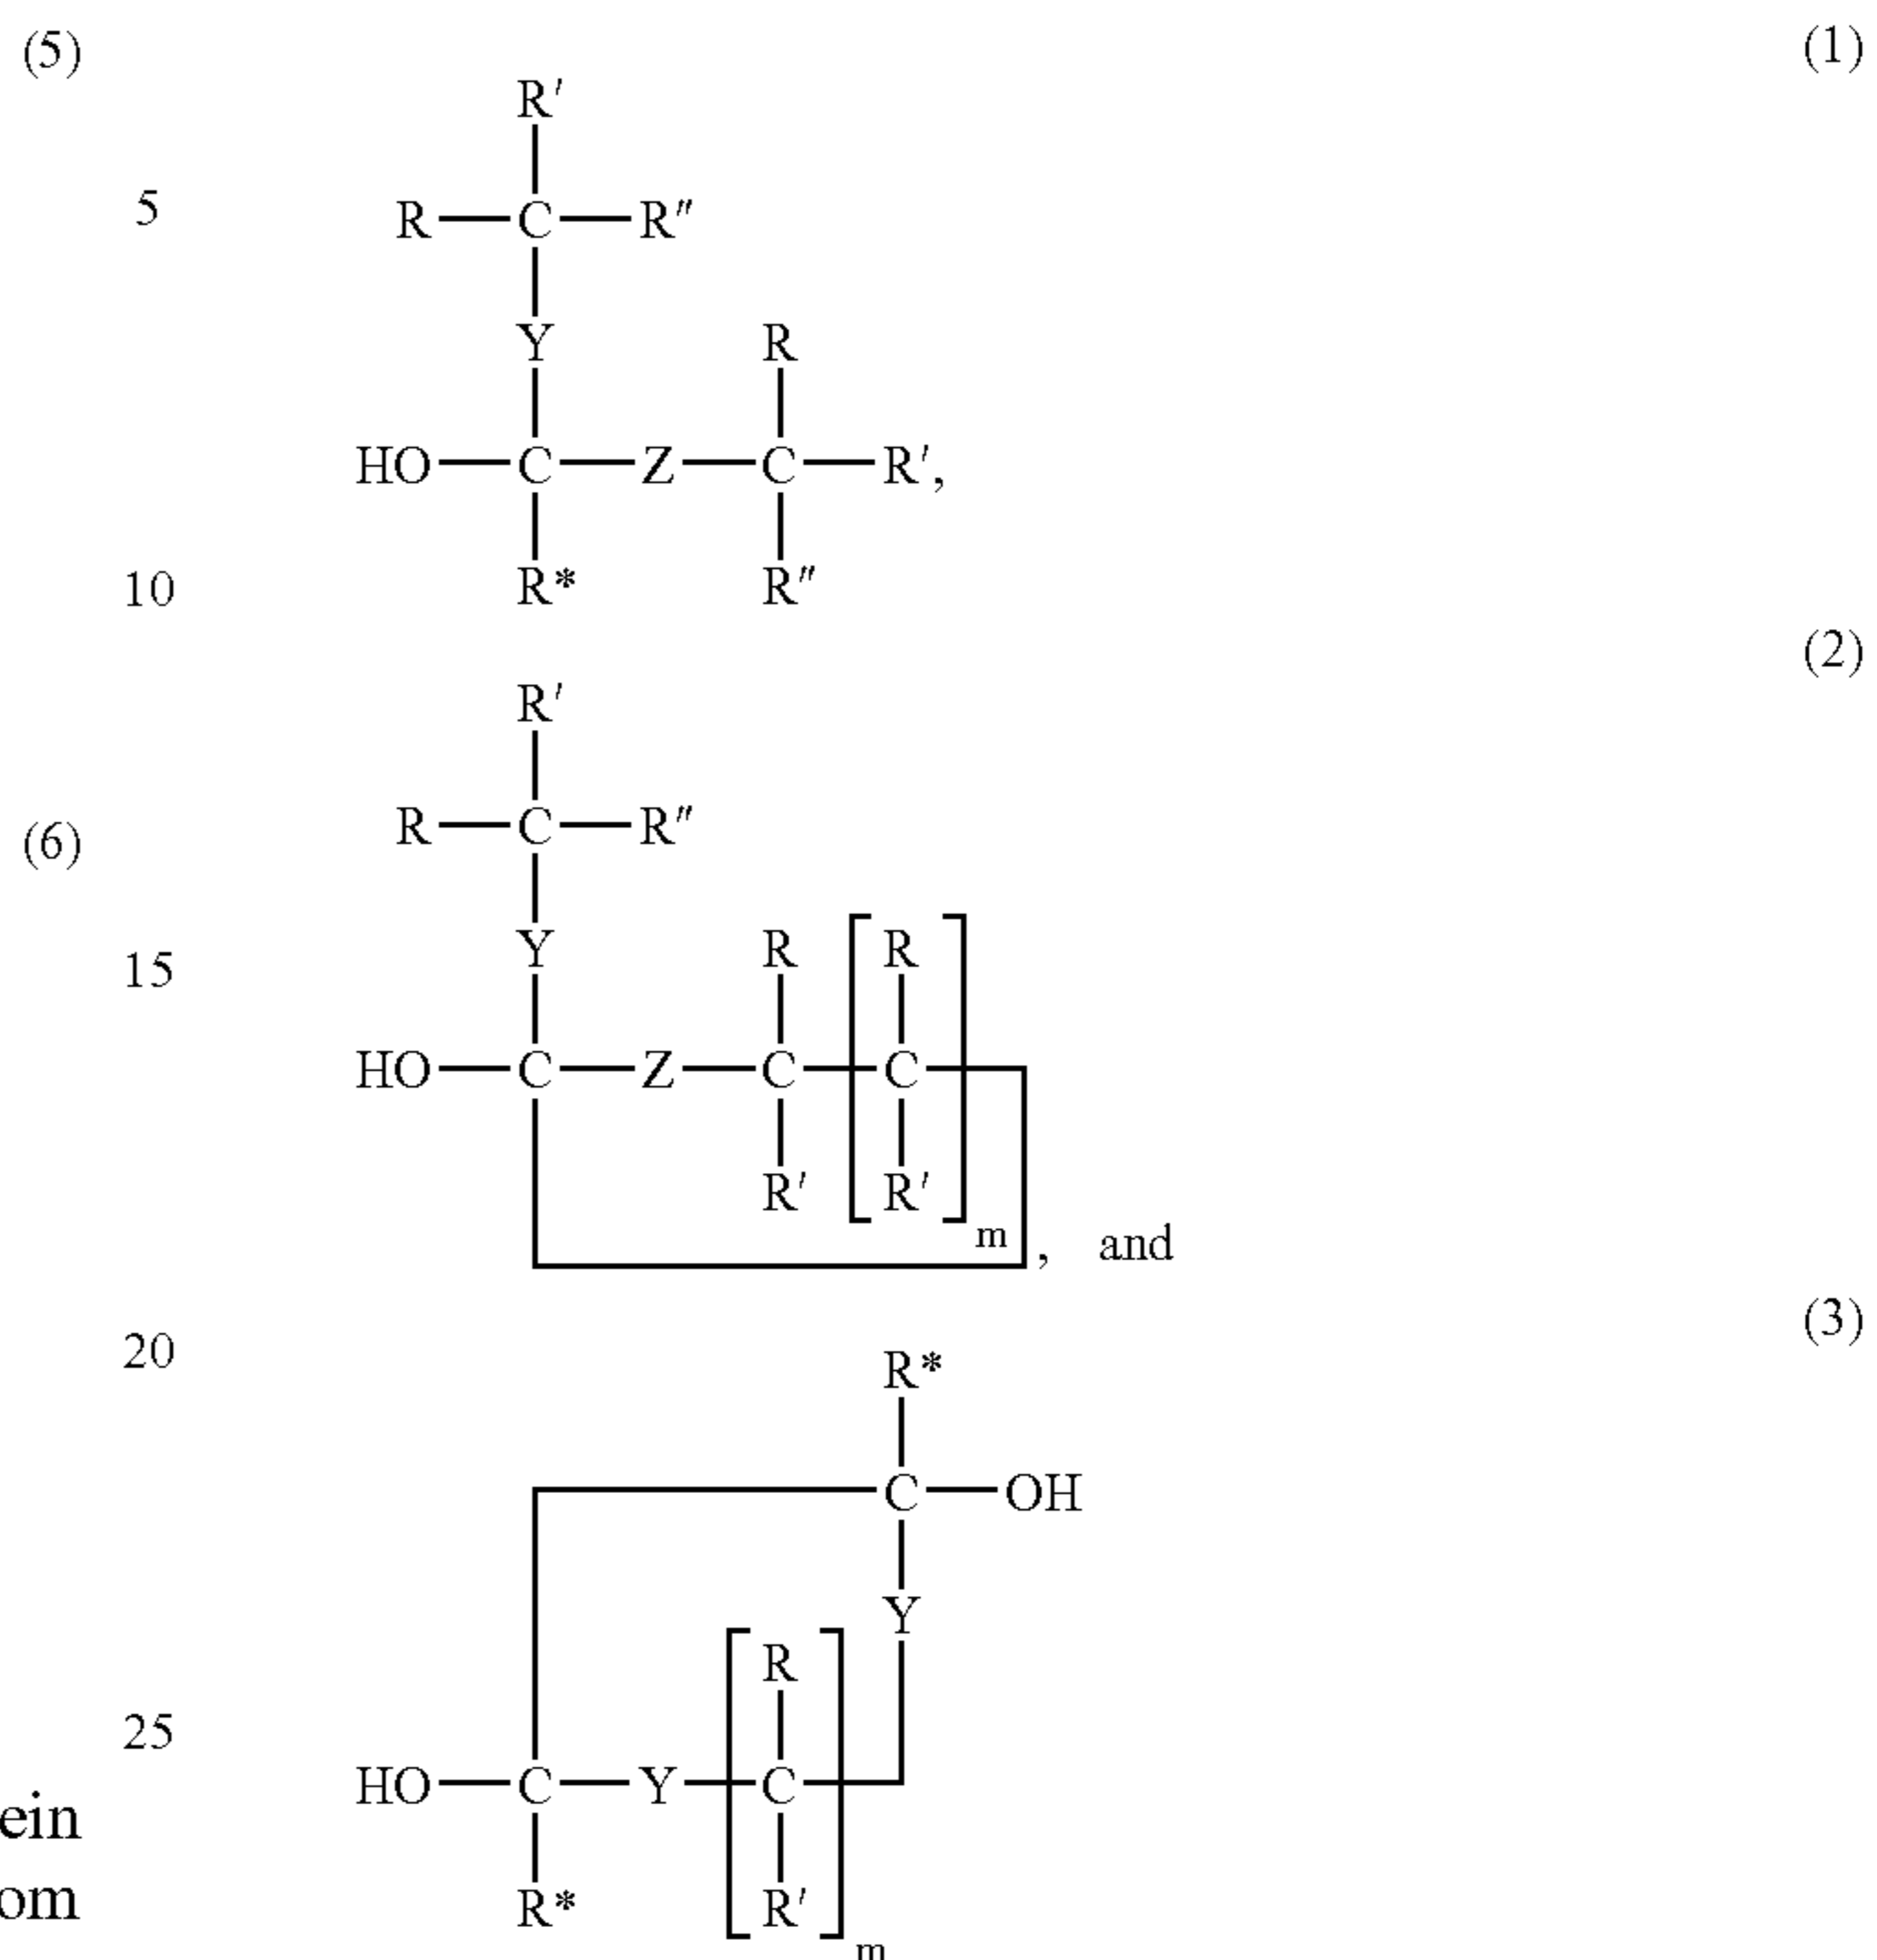 (5) (1)
R'
5
R—C—R"
Y R
HO—C—Z—C—R',
10 R* R"
(2)
R'
R—C—R"
(6)
Y R R
15
HO—C—Z—C—C
R' R'
m , and
(3)
20
R*
C—OH
Y
R
25
HO—C—Y—C
ein
R* R'
om
m